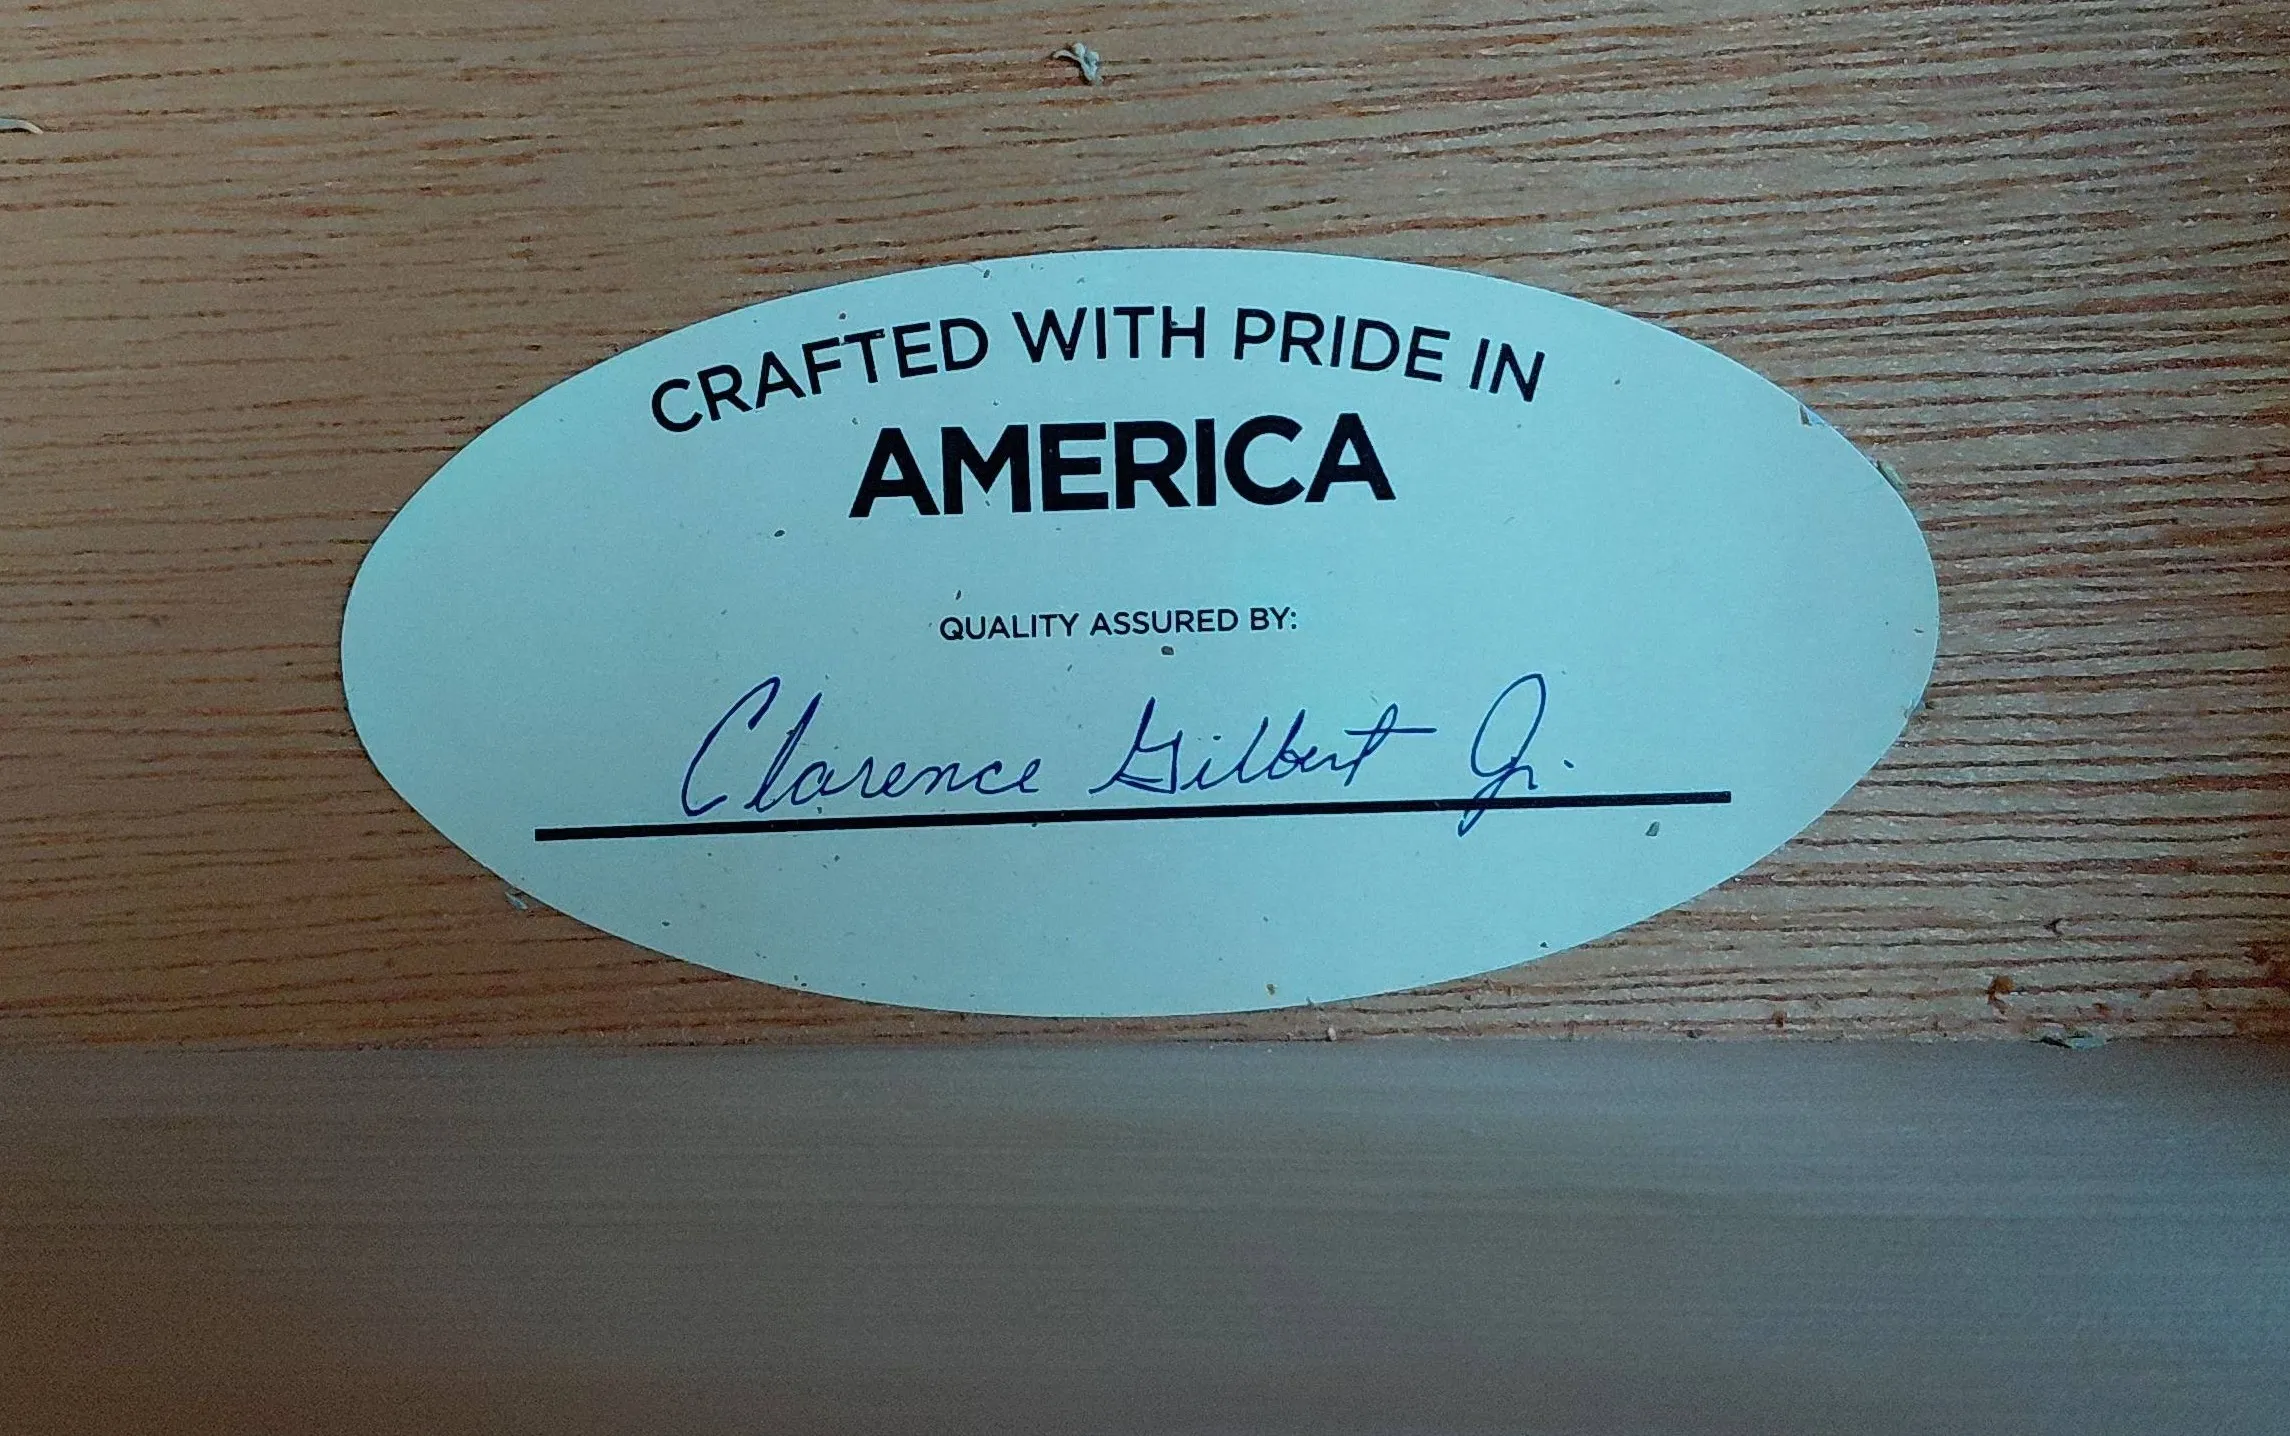 CRAFTED WITH PRIDE IN
AMERICA
QUALITY ASSURED BY:
Clarence Gilbert Jr.